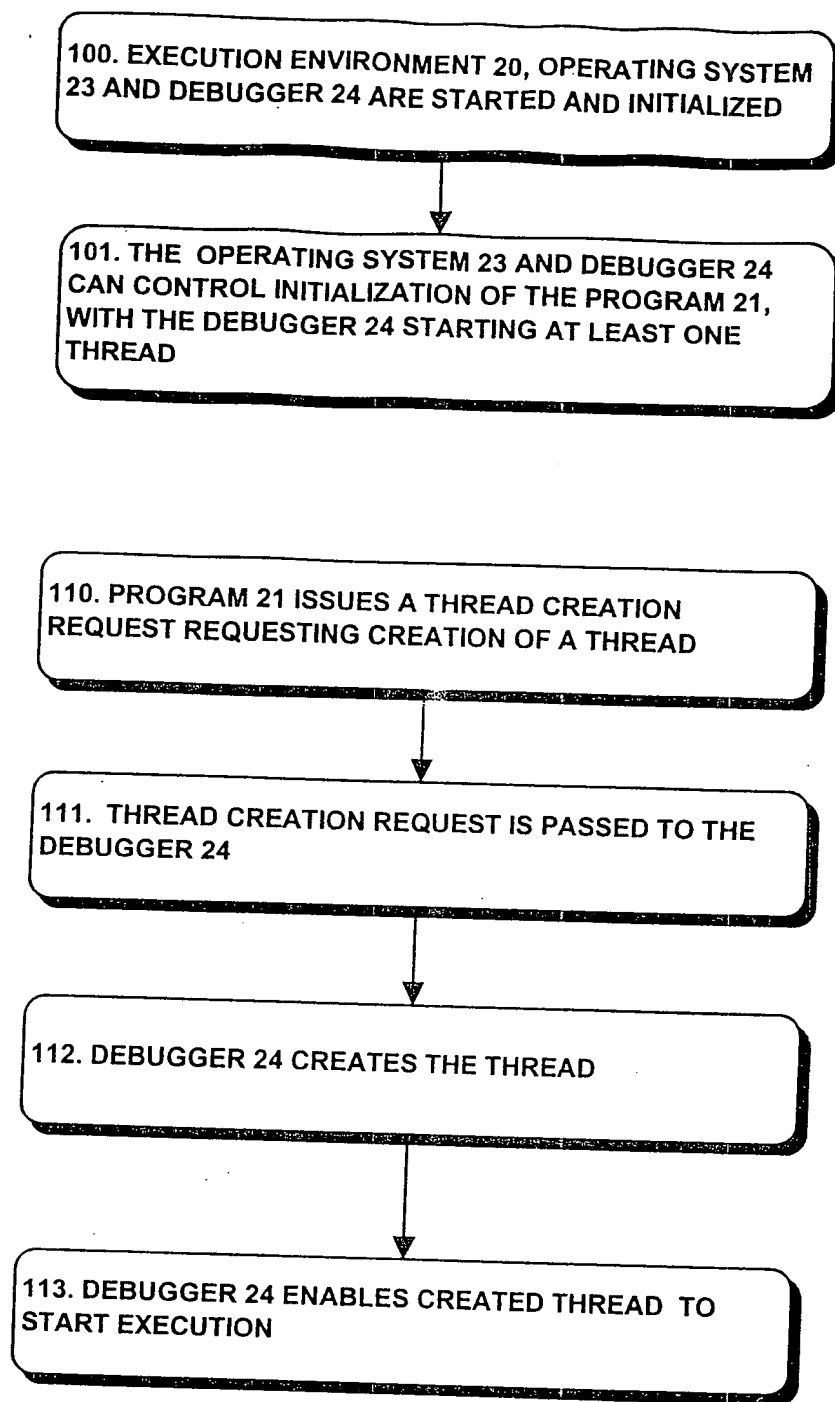 100. EXECUTION ENVIRONMENT 20, OPERATING SYSTEM
23 AND DEBUGGER 24 ARE STARTED AND INITIALIZED
101. THE OPERATING SYSTEM 23 AND DEBUGGER 24
CAN CONTROL INITIALIZATION OF THE PROGRAM 21,
WITH THE DEBUGGER 24 STARTING AT LEAST ONE
THREAD
110. PROGRAM 21 ISSUES A THREAD CREATION
REQUEST REQUESTING CREATION OF A THREAD
111. THREAD CREATION REQUEST IS PASSED TO THE
DEBUGGER 24.
112. DEBUGGER 24 CREATES THE THREAD
113. DEBUGGER 24 ENABLES CREATED THREAD TO
START EXECUTION